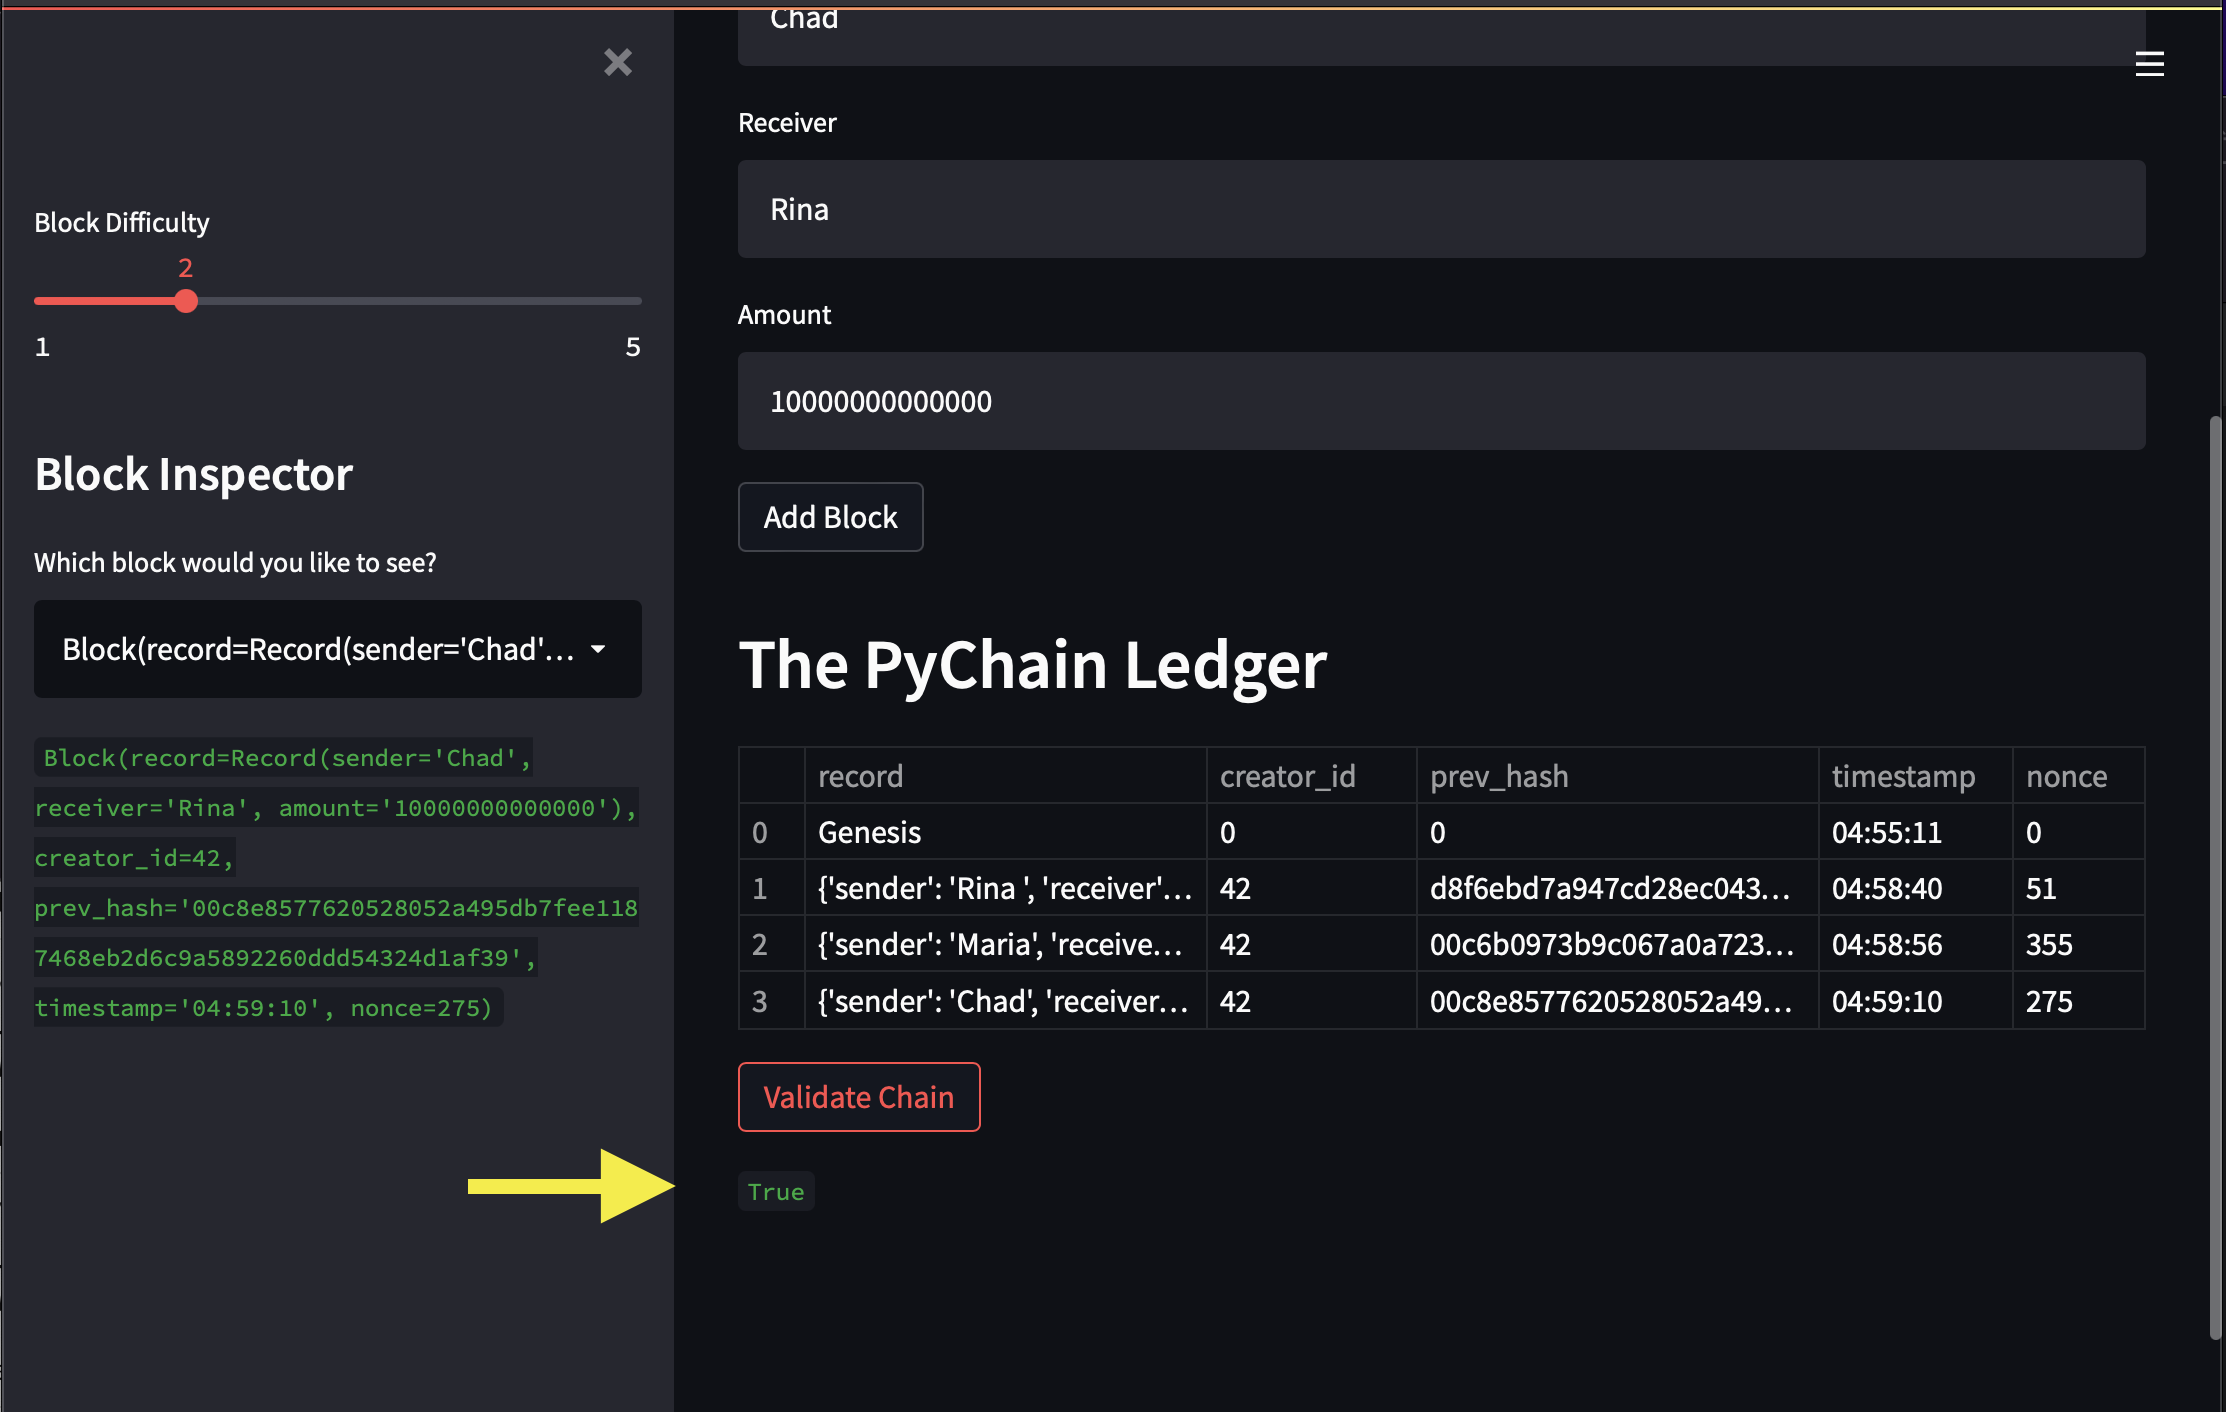 Block Difficulty
2
1 5
Block Inspector
Which block would you like to see?
Block(record=Record(sender='Chad'...
Block(record=Record(sender='Chad',
receiver='Rina', amount='10000000000000'),
creator_id=42,
prev_hash='00c8e8577620528052a495db7fee118
7468eb2d6c9a5892260ddd54324d1af39',
timestamp='04:59:10', nonce=275)
Chad
Receiver
Rina
Amount
10000000000000
Add Block
The PyChain Ledger
record creator_id prev_hash timestamp nonce
0 Genesis 0 0 04:55:11 0
1 {'sender': 'Rina ', 'receiver'... 42 d8f6ebd7a947cd28ec043... 04:58:40 51
2 {'sender': 'Maria', 'receive... 42 00c6b0973b9c067a0a723... 04:58:56 355
3 {'sender': 'Chad', 'receiver... 42 00c8e8577620528052a49... 04:59:10 275
Validate Chain
True